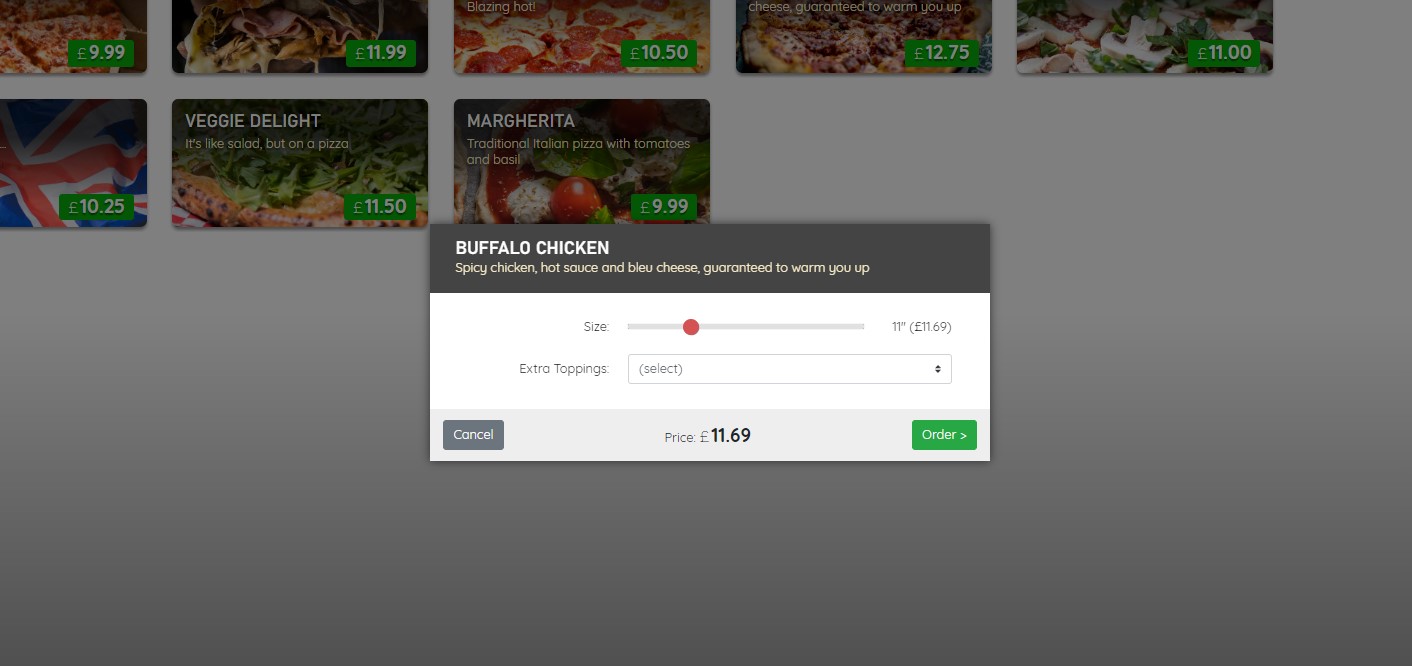 Blazing hot!
cheese, guaranteed to warm you up
£9.99
£11.99
£10.50
£12.75
£11.00
VEGGIE DELIGHT
It's like salad, but on a pizza
MARGHERITA
Traditional Italian pizza with tomatoes
and basil
£10.25
£11.50
£9.99
BUFFALO CHICKEN
Spicy chicken, hot sauce and bleu cheese, guaranteed to warm you up
Size: 11" (£11.69)
Extra Toppings: (select)
Cancel Price: £11.69 Order >